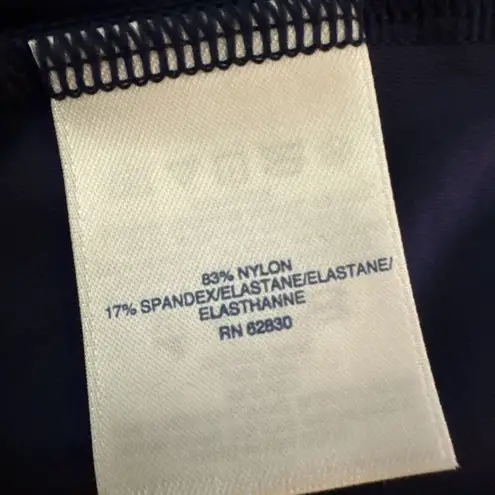 83% NYLON
17% SPANDEX/ELASTANE/ELASTANE/
ELASTHANNE
RN 62830